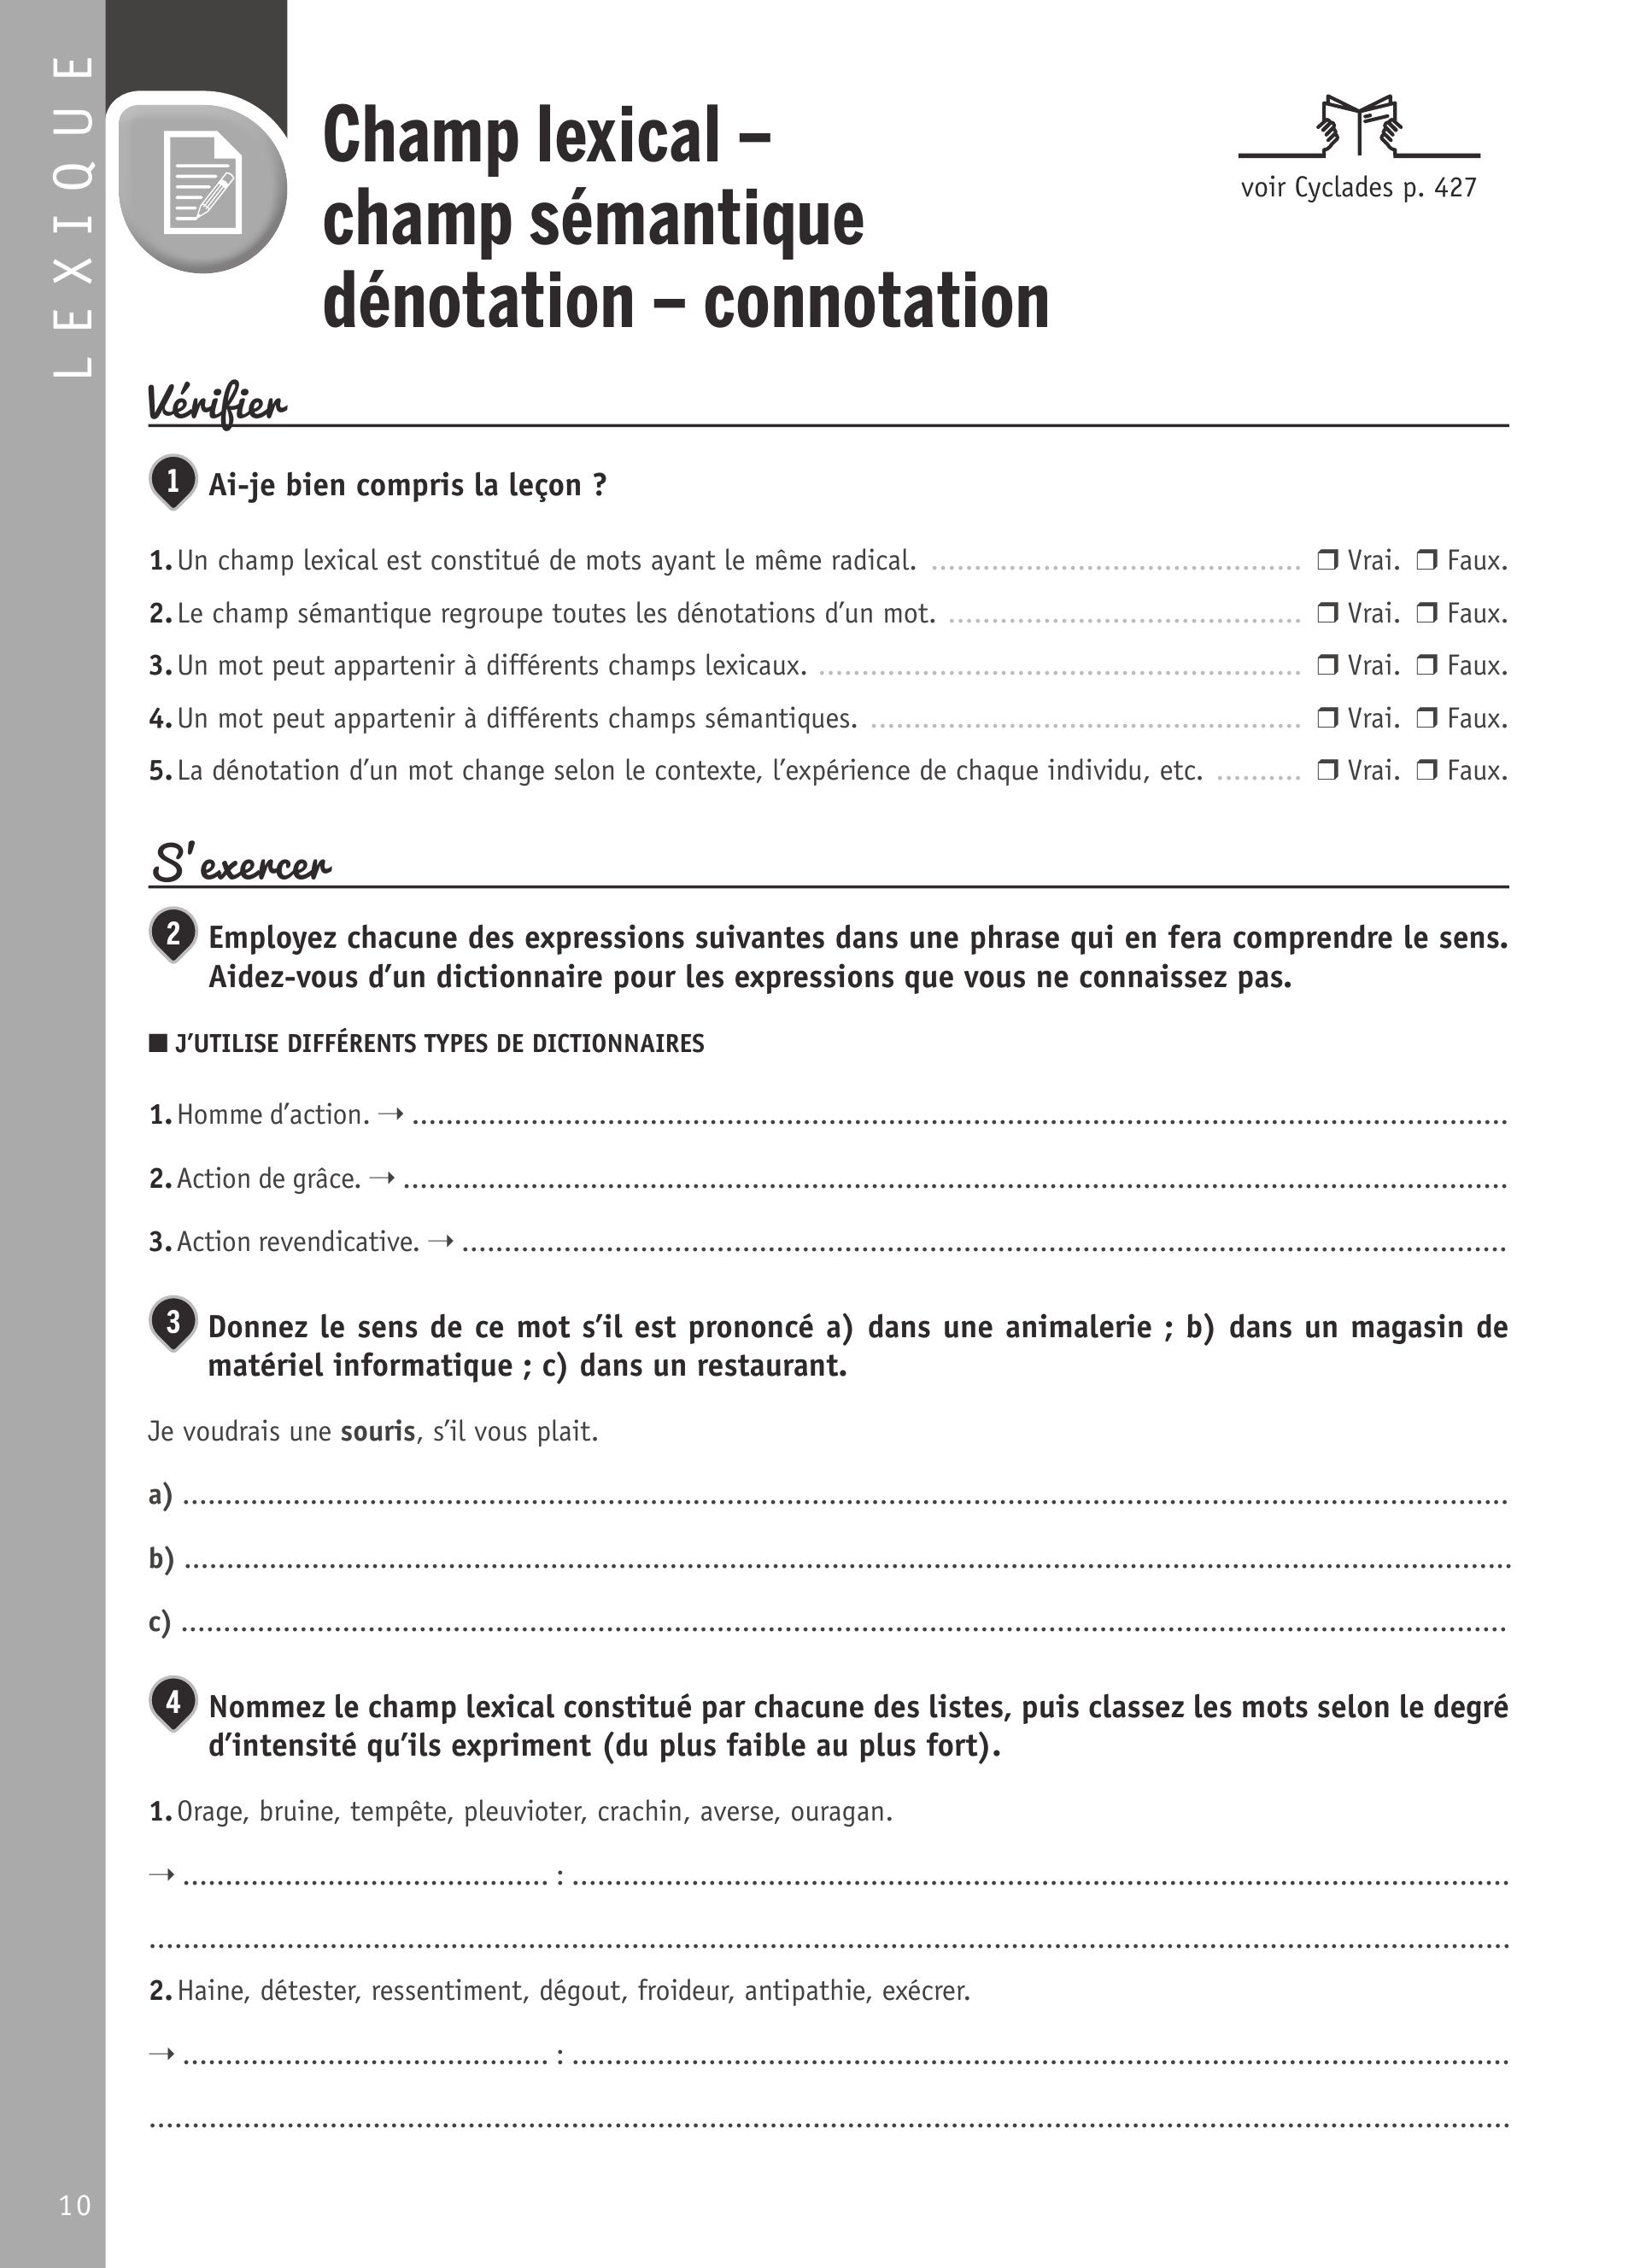 LEXIQUE
Champ lexical –
champ sémantique
dénotation – connotation
voir Cyclades p. 427
Vérifier
1 Ai-je bien compris la leçon ?
1. Un champ lexical est constitué de mots ayant le même radical. ............................................ ❒ Vrai. ❒ Faux.
2. Le champ sémantique regroupe toutes les dénotations d’un mot. .......................................... ❒ Vrai. ❒ Faux.
3. Un mot peut appartenir à différents champs lexicaux. ......................................................... ❒ Vrai. ❒ Faux.
4. Un mot peut appartenir à différents champs sémantiques. ................................................... ❒ Vrai. ❒ Faux.
5. La dénotation d’un mot change selon le contexte, l’expérience de chaque individu, etc. .......... ❒ Vrai. ❒ Faux.
S'exercer
2 Employez chacune des expressions suivantes dans une phrase qui en fera comprendre le sens.
Aidez-vous d’un dictionnaire pour les expressions que vous ne connaissez pas.
■ J’UTILISE DIFFÉRENTS TYPES DE DICTIONNAIRES
1. Homme d’action. → ..........................................................................................
2. Action de grâce. → ..........................................................................................
3. Action revendicative. → ..........................................................................................
3 Donnez le sens de ce mot s’il est prononcé a) dans une animalerie ; b) dans un magasin de
matériel informatique ; c) dans un restaurant.
Je voudrais une souris, s’il vous plait.
a) ..........................................................................................
b) ..........................................................................................
c) ..........................................................................................
4 Nommez le champ lexical constitué par chacune des listes, puis classez les mots selon le degré
d’intensité qu’ils expriment (du plus faible au plus fort).
1. Orage, bruine, tempête, pleuvioter, crachin, averse, ouragan.
→ ........................................... : ..........................................................................................
..........................................................................................
2. Haine, détester, ressentiment, dégout, froideur, antipathie, exécrer.
→ ........................................... : ..........................................................................................
..........................................................................................
10